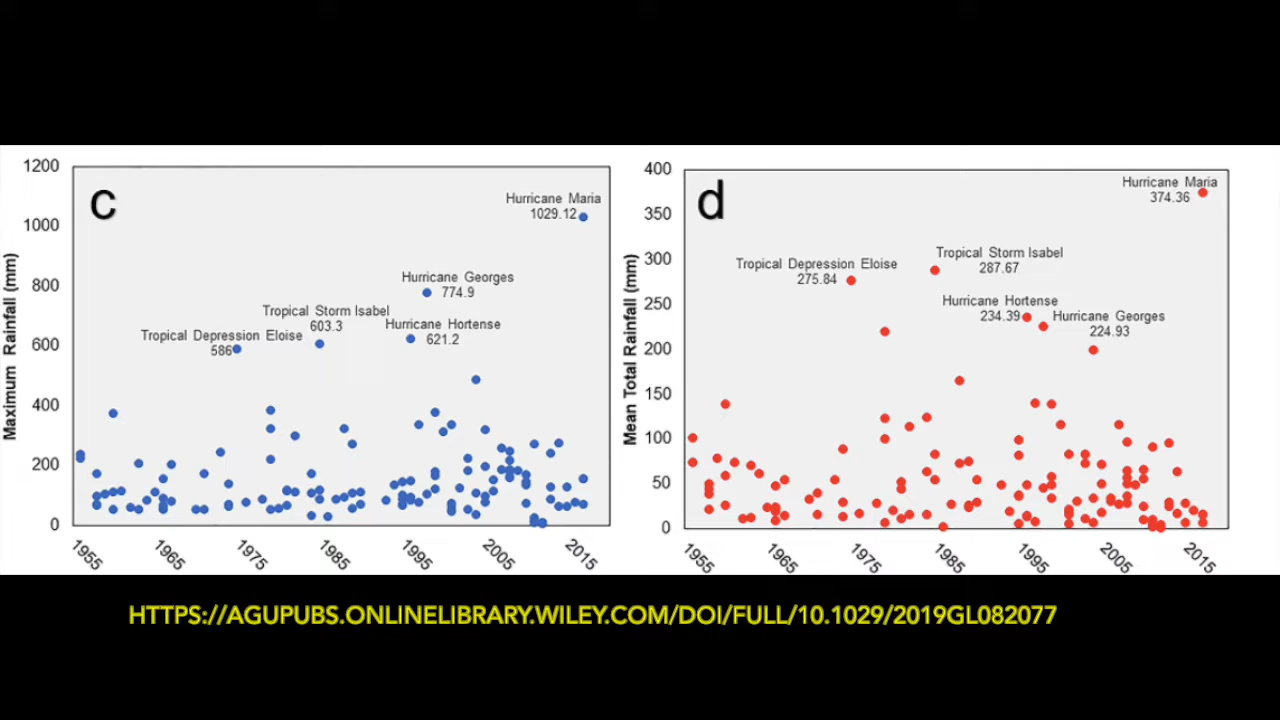 c
Maximum Rainfall (mm)
1200
1000
800
600
400
200
0
Hurricane Maria
1029.12
Hurricane Georges
774.9
Tropical Storm Isabel
603.3
Hurricane Hortense
621.2
Tropical Depression Eloise
586
1955
1965
1975
1985
1995
2005
2015
d
Mean Total Rainfall (mm)
400
350
300
250
200
150
100
50
0
Hurricane Maria
374.36
Tropical Storm Isabel
287.67
Tropical Depression Eloise
275.84
Hurricane Hortense
234.39
Hurricane Georges
224.93
1955
1965
1975
1985
1995
2005
2015
HTTPS://AGUPUBS.ONLINELIBRARY.WILEY.COM/DOI/FULL/10.1029/2019GL082077